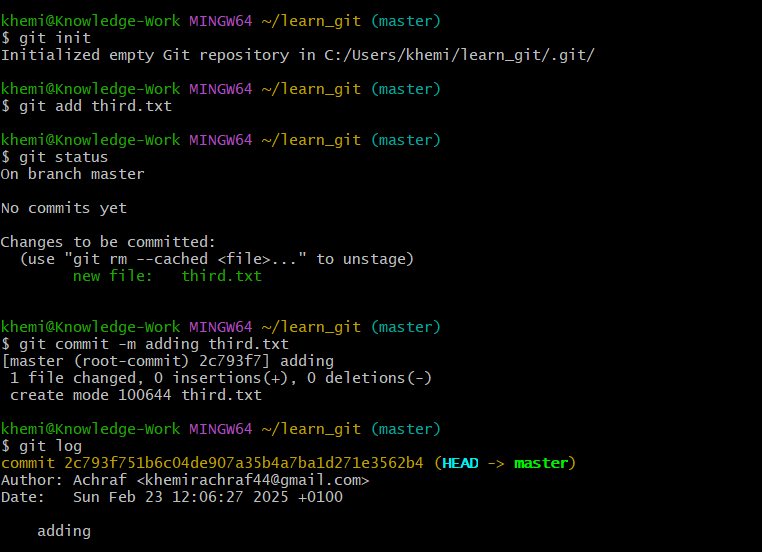 khemi@Knowledge-Work MINGW64 ~/learn_git (master)
$ git init
Initialized empty Git repository in C:/Users/khemi/learn_git/.git/

khemi@Knowledge-Work MINGW64 ~/learn_git (master)
$ git add third.txt

khemi@Knowledge-Work MINGW64 ~/learn_git (master)
$ git status
On branch master

No commits yet

Changes to be committed:
  (use "git rm --cached <file>..." to unstage)
        new file:   third.txt


khemi@Knowledge-Work MINGW64 ~/learn_git (master)
$ git commit -m adding third.txt
[master (root-commit) 2c793f7] adding
 1 file changed, 0 insertions(+), 0 deletions(-)
 create mode 100644 third.txt

khemi@Knowledge-Work MINGW64 ~/learn_git (master)
$ git log
commit 2c793f751b6c04de907a35b4a7ba1d271e3562b4 (HEAD -> master)
Author: Achraf <khemirachraf44@gmail.com>
Date:   Sun Feb 23 12:06:27 2025 +0100

    adding